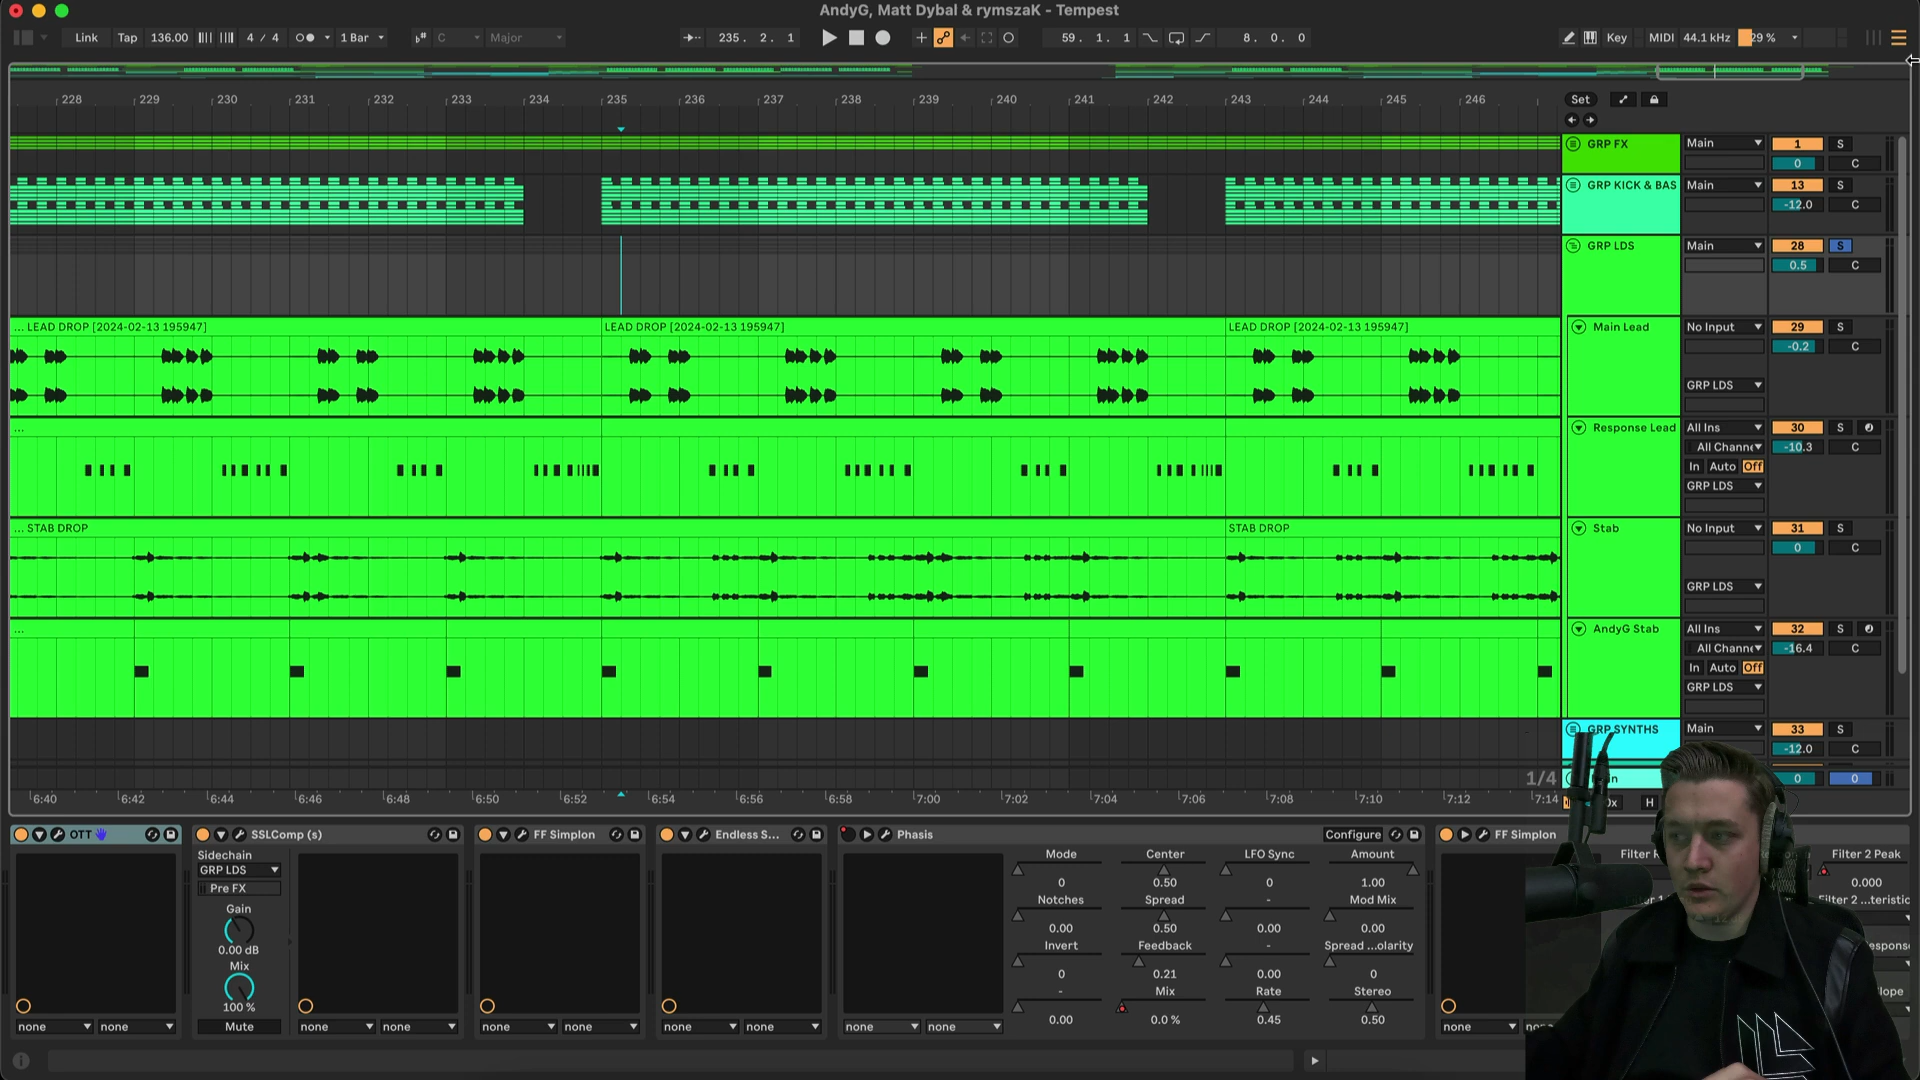 AndyG, Matt Dybal & rymszaK - Tempest
Link Tap 136.00 4 / 4 1 Bar C Major 235. 2. 1 59. 1. 1 8. 0. 0 Key MIDI 44.1 kHz 29 %
228 229 230 231 232 233 234 235 236 237 238 239 240 241 242 243 244 245 246 Set
GRP FX Main 1 S
0 C
GRP KICK & BAS Main 13 S
-12.0 C
GRP LDS Main 28 S
0.5 C
... LEAD DROP [2024-02-13 195947] LEAD DROP [2024-02-13 195947] LEAD DROP [2024-02-13 195947] Main Lead No Input 29 S
-0.2 C
GRP LDS
... Response Lead All Ins 30 S
All Channe -10.3 C
In Auto Off
GRP LDS
... STAB DROP STAB DROP Stab No Input 31 S
0 C
GRP LDS
... AndyG Stab All Ins 32 S
All Channe -16.4 C
In Auto Off
GRP LDS
GRP SYNTHS Main 33 S
-12.0 C
1/4 0 0
6:40 6:42 6:44 6:46 6:48 6:50 6:52 6:54 6:56 6:58 7:00 7:02 7:04 7:06 7:08 7:10 7:12 7:14 H
OTT SSLComp (s) FF Simplon Endless S... Phasis Configure FF Simplon
Sidechain Mode Center LFO Sync Amount Filter 2 Peak
GRP LDS
Pre FX 0 0.50 0 1.00 0.000
Gain Notches Spread - Mod Mix
0.00 0.50 0.00 0.00
0.00 dB Invert Feedback - Spread ...olarity
Mix 0 0.21 0.00 0
- Mix Rate Stereo
100 % 0.00 0.0 % 0.45 0.50
none none Mute none none none none none none none none none